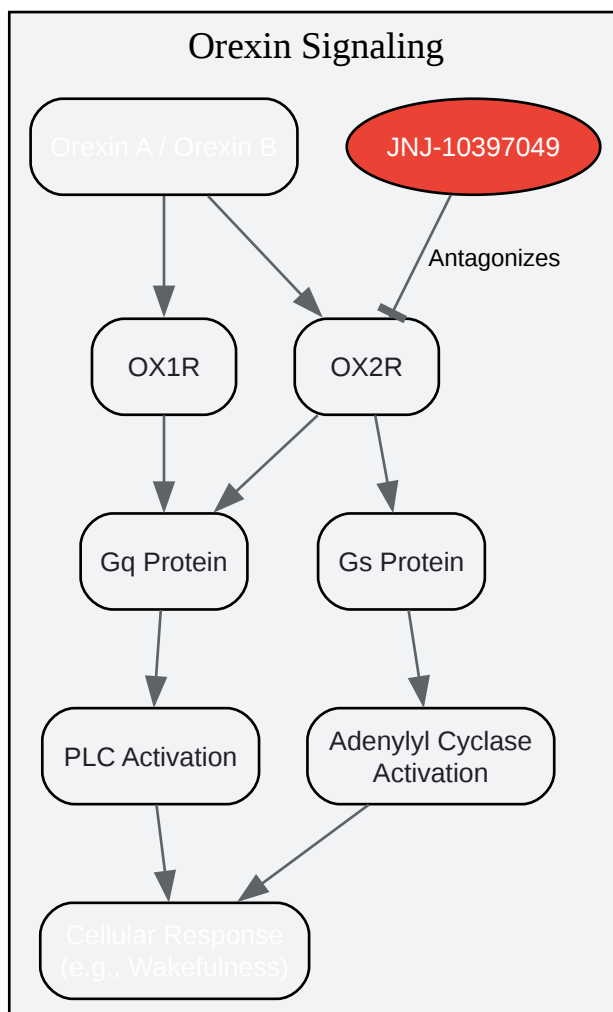 Orexin Signaling
Orexin A / Orexin B
JNJ-10397049
Antagonizes
OX1R
OX2R
Gq Protein
Gs Protein
PLC Activation
Adenylyl Cyclase
Activation
Cellular Response
(e.g., Wakefulness)